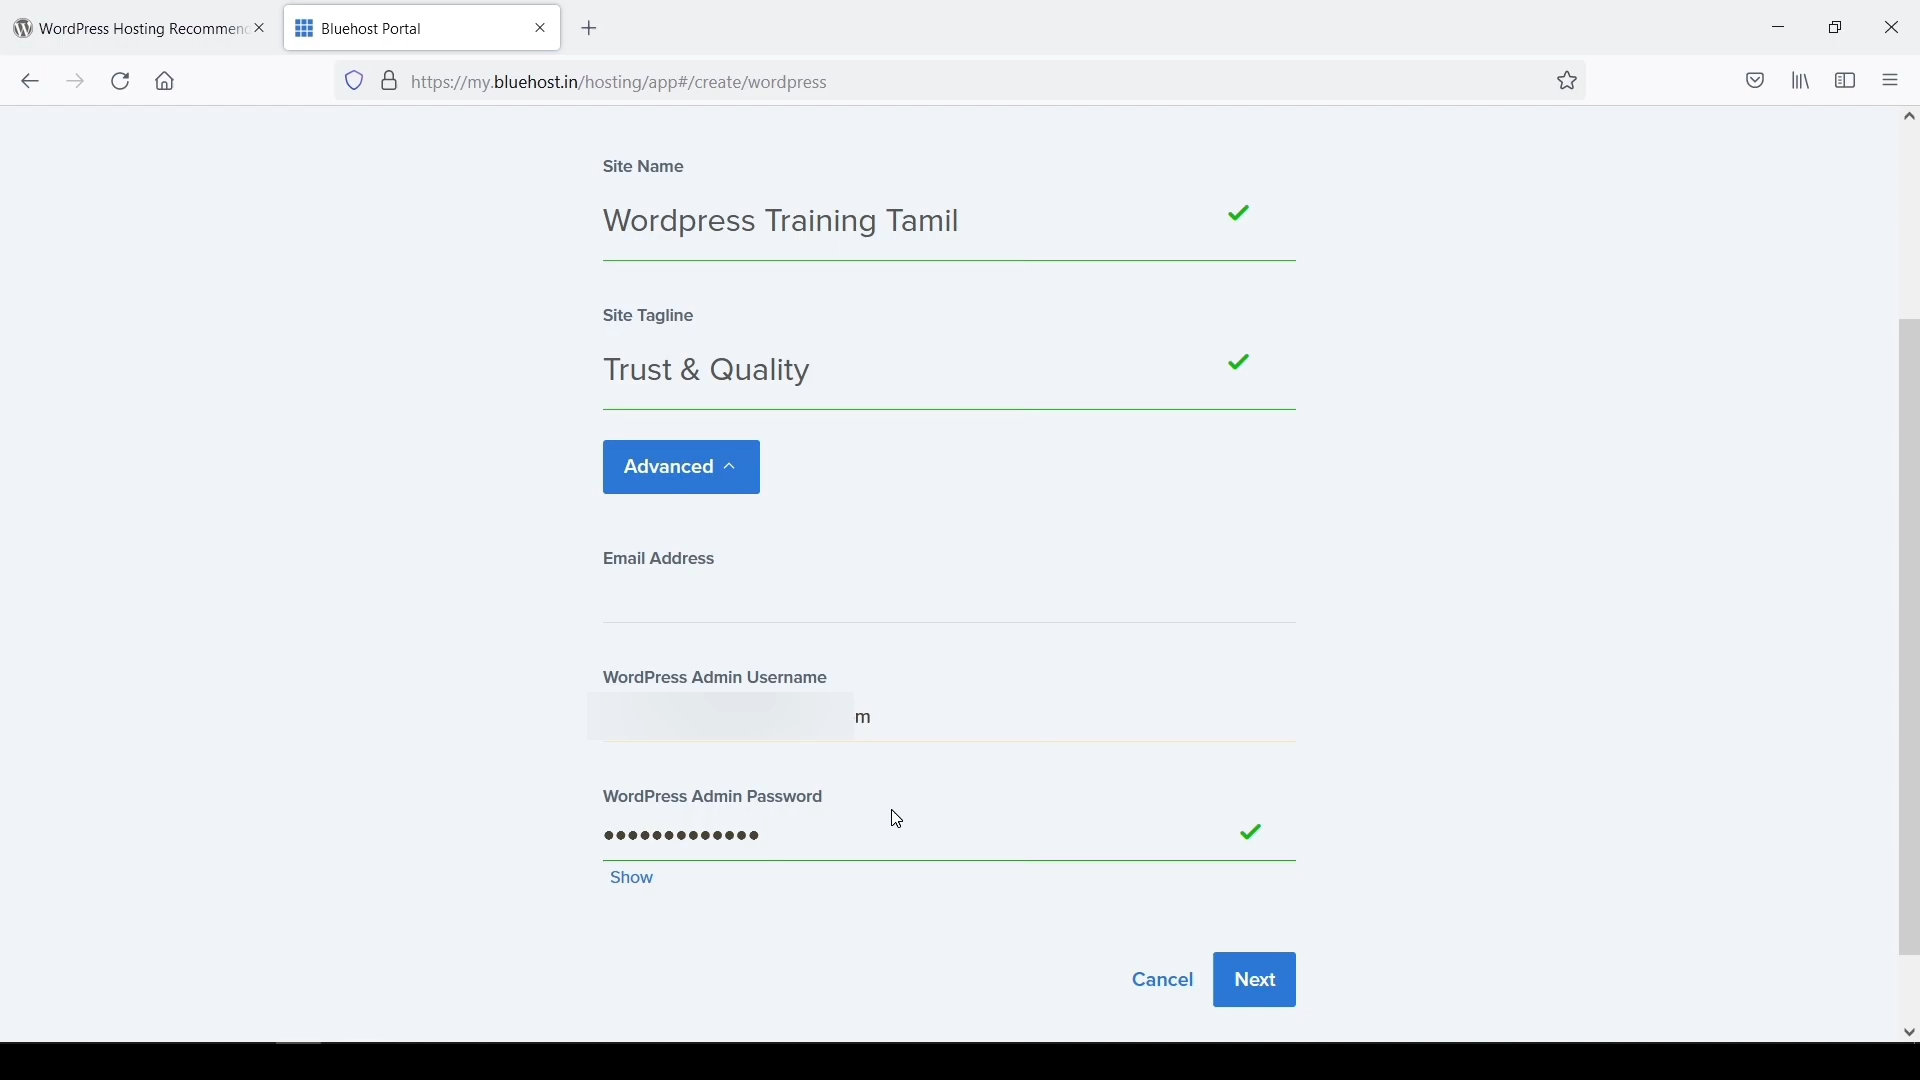 WordPress Hosting Recommen
Bluehost Portal
https://my.bluehost.in/hosting/app#/create/wordpress
Site Name
Wordpress Training Tamil
Site Tagline
Trust & Quality
Advanced
Email Address
WordPress Admin Username
m
WordPress Admin Password
Show
Cancel
Next